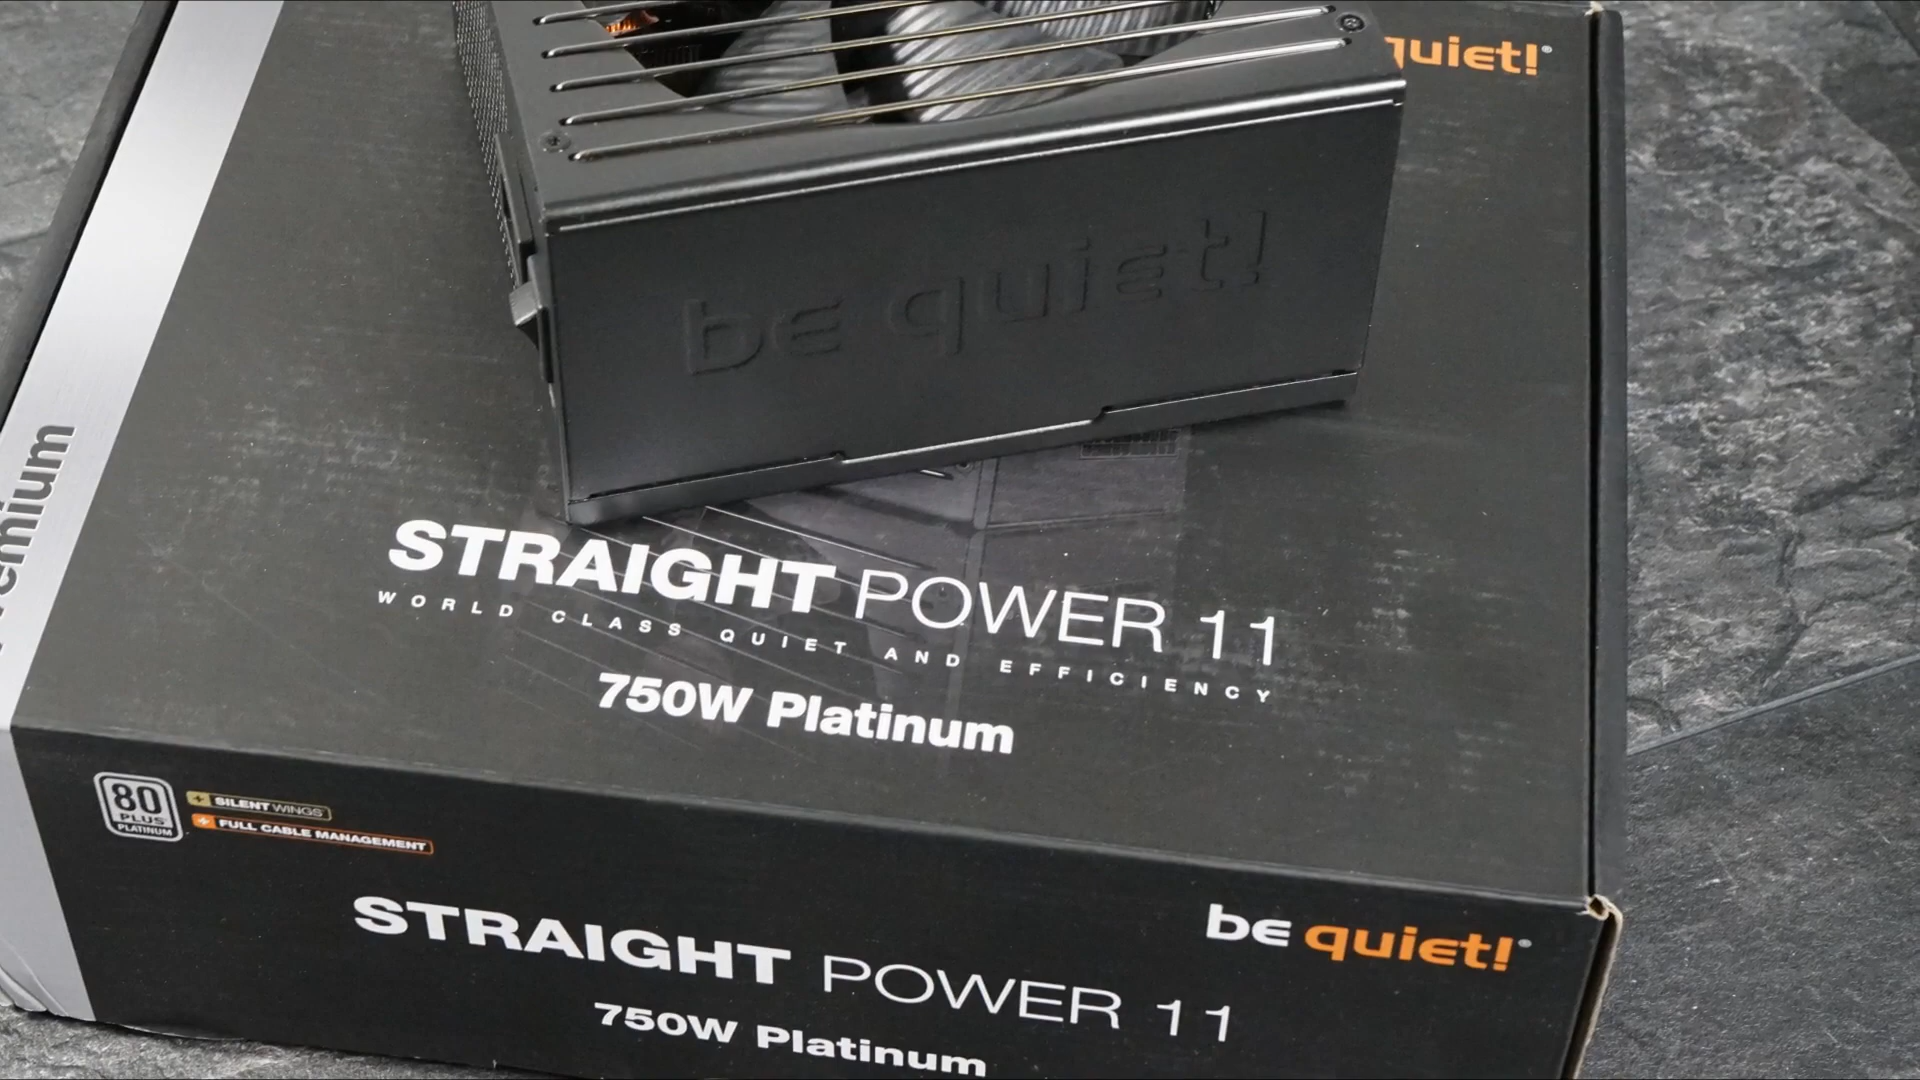 quiet!®
be quiet!
Premium
STRAIGHT POWER 11
WORLD CLASS QUIET AND EFFICIENCY
750W Platinum
80
PLUS
PLATINUM
SILENT WINGS
FULL CABLE MANAGEMENT
STRAIGHT POWER 11
be quiet!®
750W Platinum